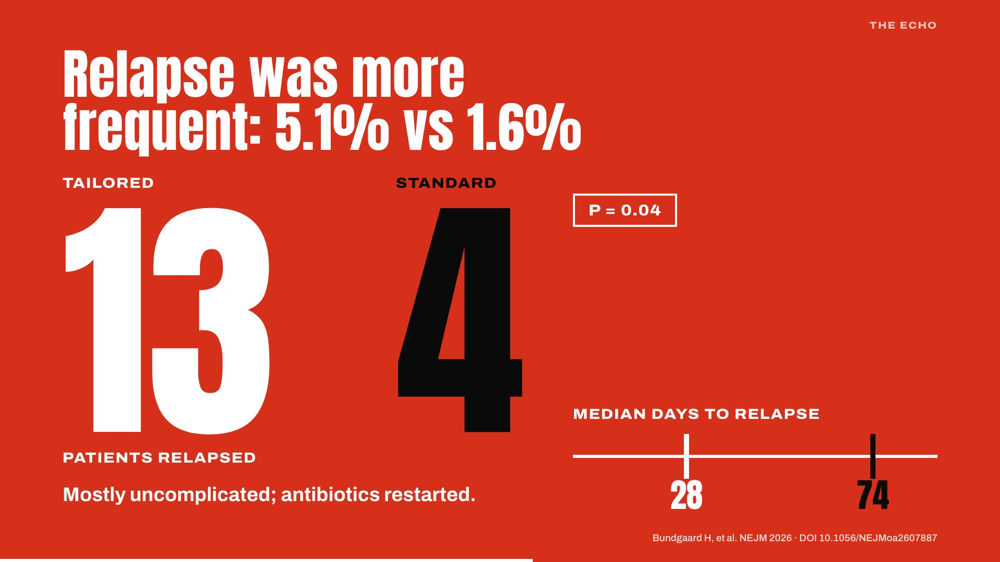 THE ECHO
Relapse was more
frequent: 5.1% vs 1.6%
TAILORED
STANDARD
13
4
P = 0.04
PATIENTS RELAPSED
Mostly uncomplicated; antibiotics restarted.
MEDIAN DAYS TO RELAPSE
28
74
Bundgaard H, et al. NEJM 2026 · DOI 10.1056/NEJMoa2607887